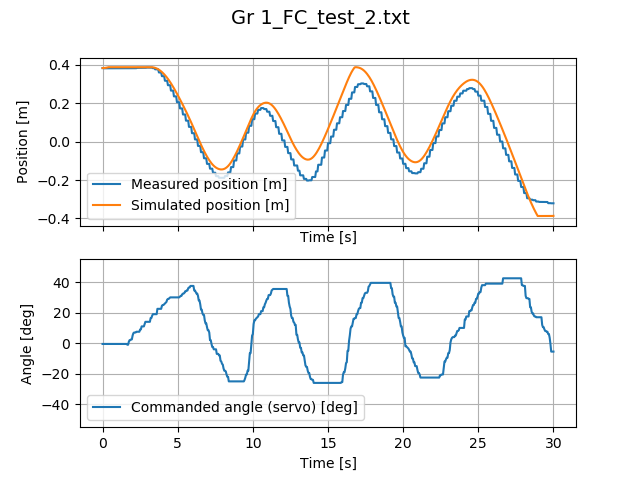 Gr 1_FC_test_2.txt
Position [m]
0.4
0.2
0.0
−0.2
−0.4
Measured position [m]
Simulated position [m]
Time [s]
Angle [deg]
40
20
0
−20
−40
Commanded angle (servo) [deg]
0 5 10 15 20 25 30
Time [s]